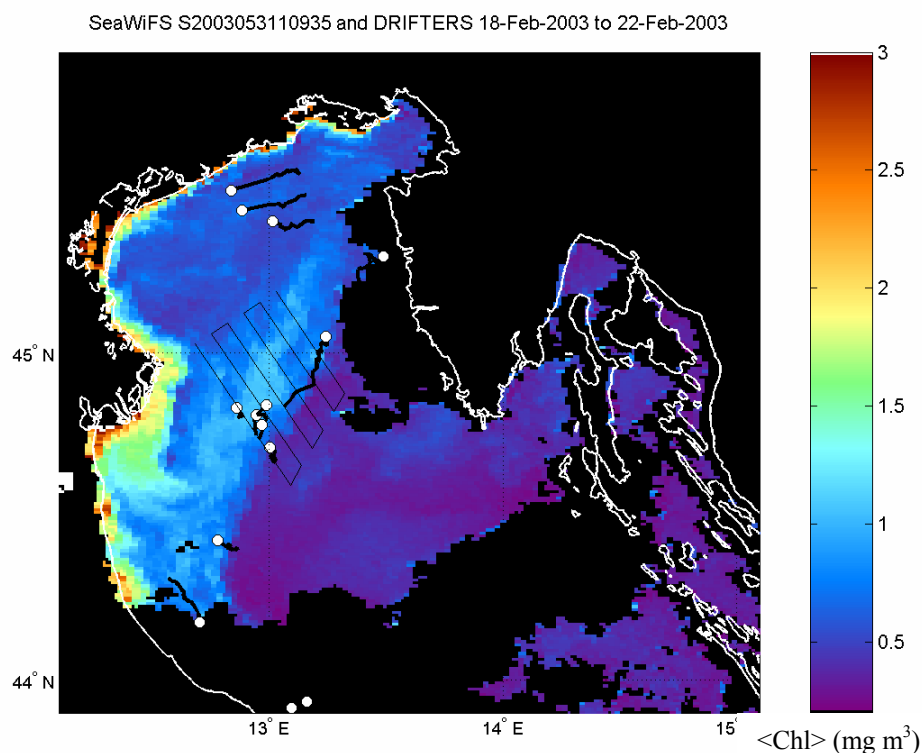 SeaWiFS S2003053110935 and DRIFTERS 18-Feb-2003 to 22-Feb-2003
3
2.5
2
1.5
1
0.5
45° N
44° N
13° E
14° E
15°
<Chl> (mg m³)